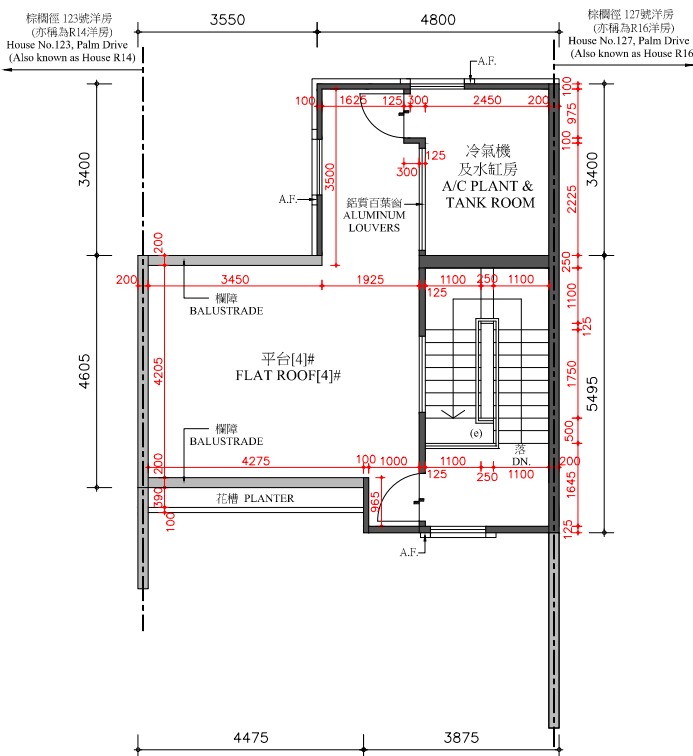 棕櫚徑 123號洋房
(亦稱為R14洋房)
House No.123, Palm Drive
(Also known as House R14)
3550
4800
棕櫚徑 127號洋房
(亦稱為R16洋房)
House No.127, Palm Drive
(Also known as House R16
A.F.
100
1625
125
300
2450
200
100
975
100
3400
3500
300
125
冷氣機
及水缸房
A/C PLANT &
TANK ROOM
2225
3400
A.F.
鋁質百葉窗
ALUMINUM
LOUVERS
200
250
200
3450
1925
125
1100
250
1100
1100
欄障
BALUSTRADE
125
4605
4205
平台[4]#
FLAT ROOF[4]#
1750
5495
欄障
BALUSTRADE
(e)
落
DN.
500
200
4275
100
1000
125
1100
250
1100
200
390
花槽 PLANTER
965
1645
100
125
A.F.
4475
3875